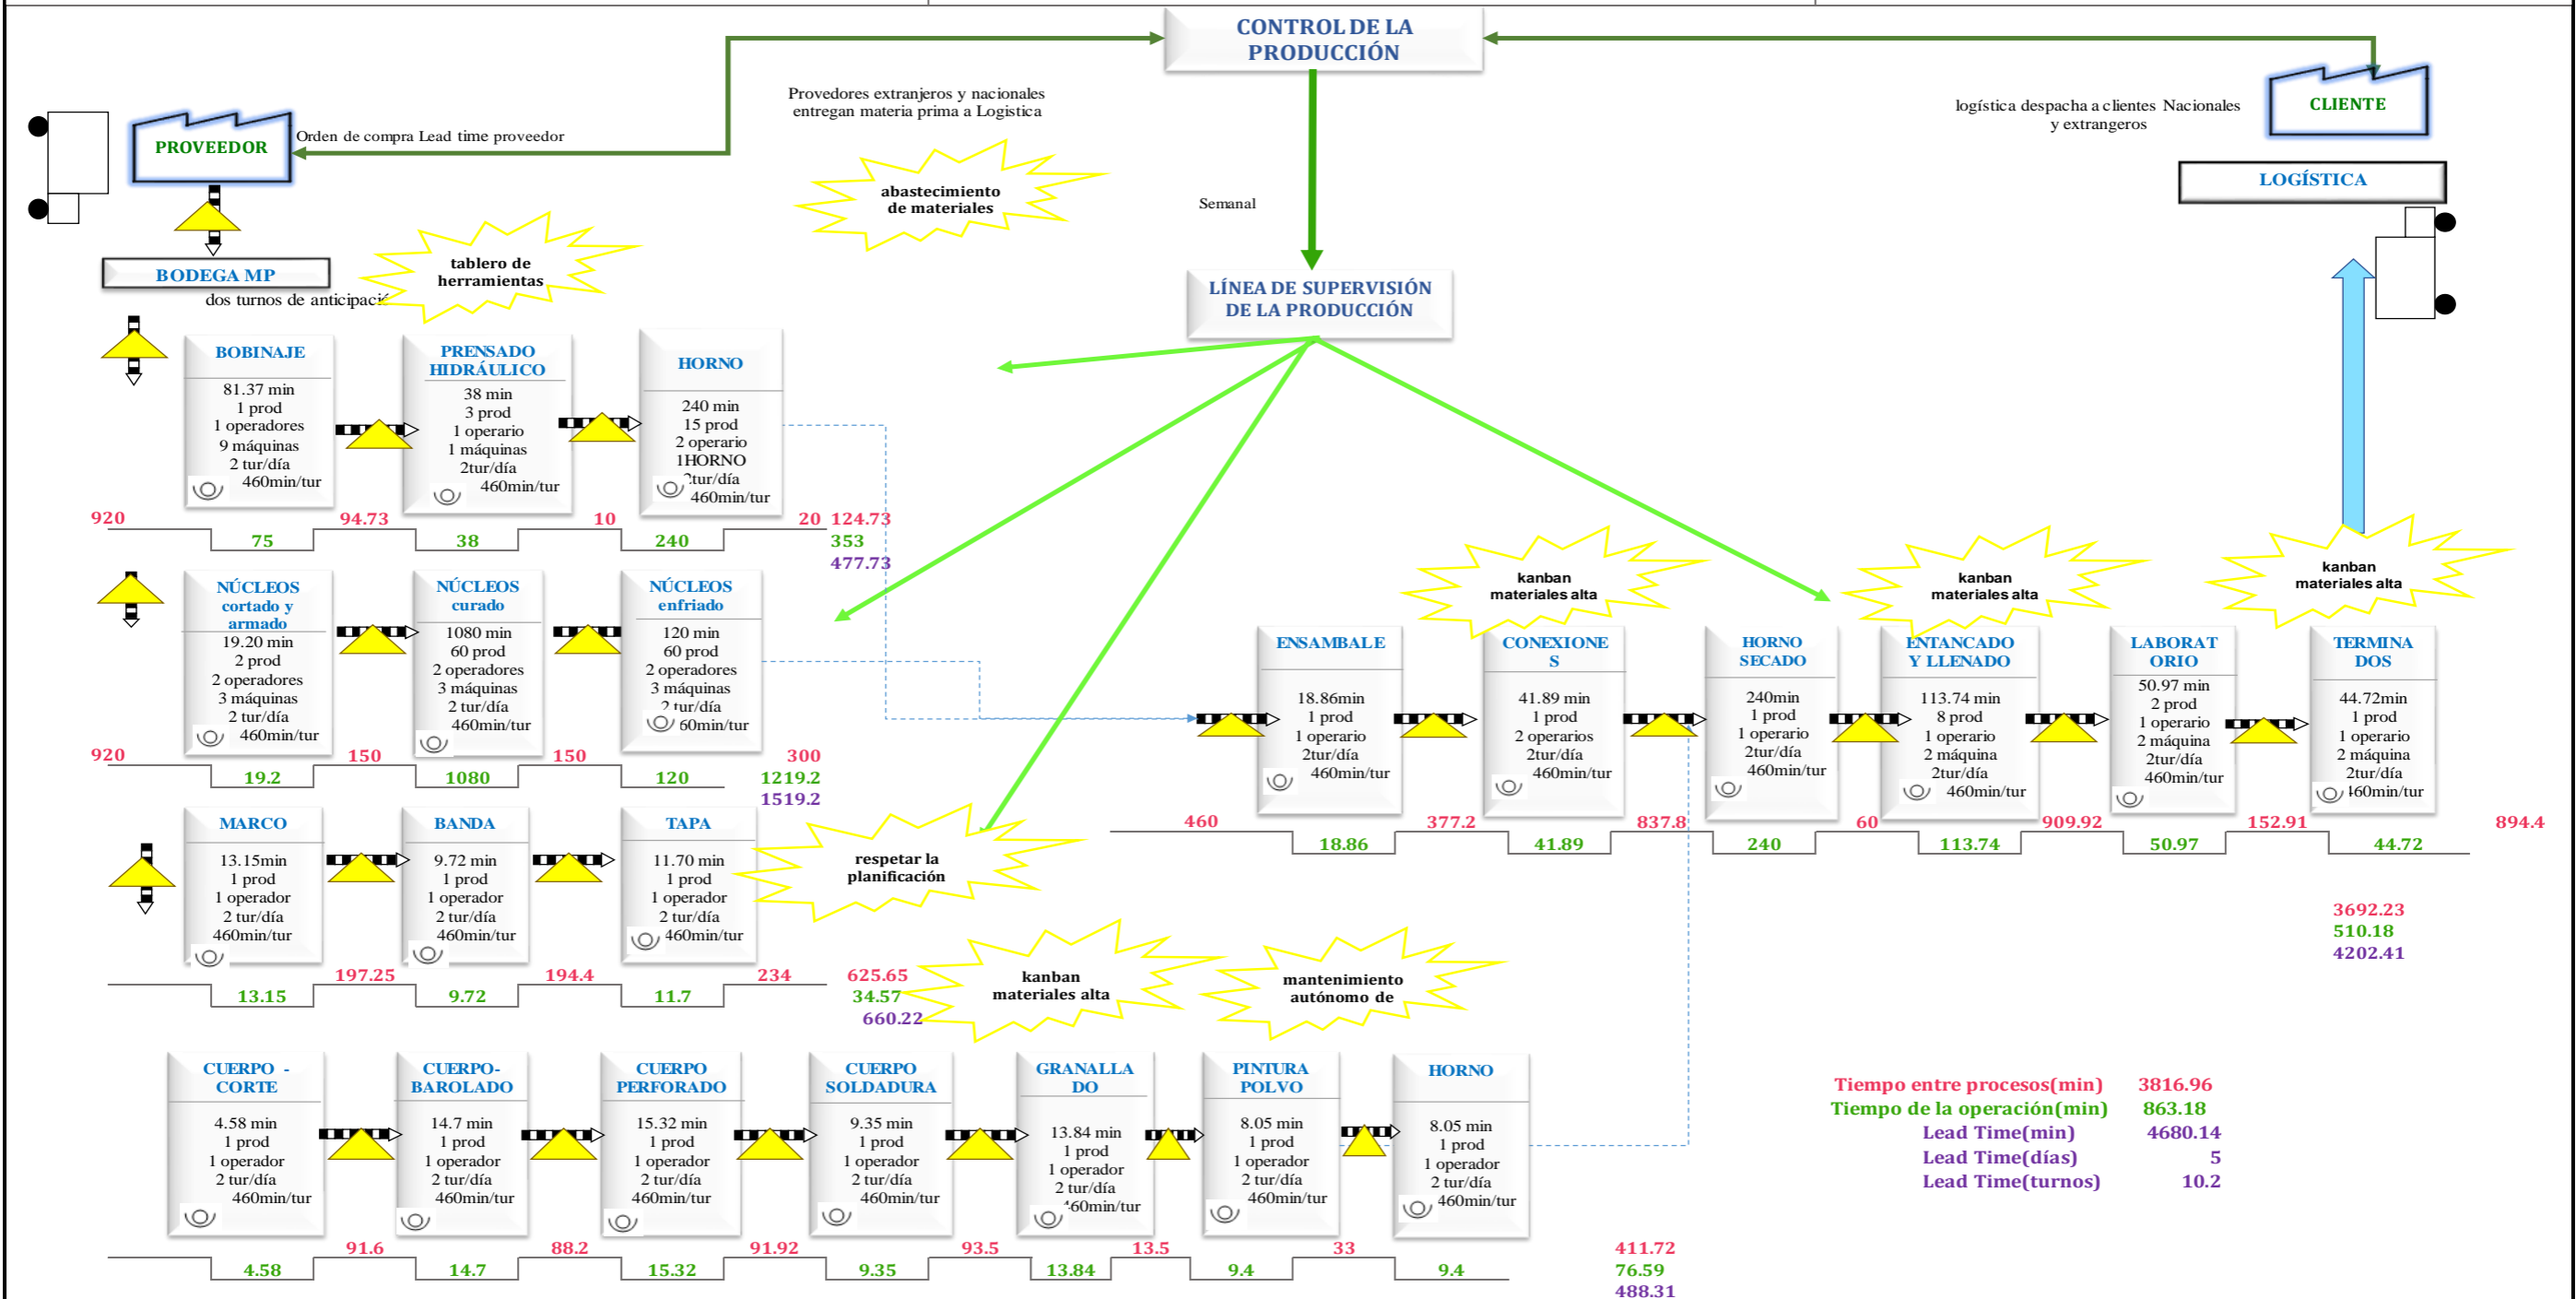 CONTROL DE LA
PRODUCCIÓN
Provedores extranjeros y nacionales
entregan materia prima a Logistica
logística despacha a clientes Nacionales
y extrangeros
CLIENTE
PROVEEDOR
Orden de compra Lead time proveedor
LOGÍSTICA
abastecimiento
de materiales
Semanal
BODEGA MP
dos turnos de anticipació
tablero de
herramientas
LÍNEA DE SUPERVISIÓN
DE LA PRODUCCIÓN
BOBINAJE
81.37 min
1 prod
1 operadores
9 máquinas
2 tur/día
460min/tur
PRENSADO
HIDRÁULICO
38 min
3 prod
1 operario
1 máquinas
2tur/día
460min/tur
HORNO
240 min
15 prod
2 operario
1HORNO
2tur/día
460min/tur
920
94.73
10
20
124.73
75
38
240
353
477.73
NÚCLEOS
cortado y
armado
19.20 min
2 prod
2 operadores
3 máquinas
2 tur/día
460min/tur
NÚCLEOS
curado
1080 min
60 prod
2 operadores
3 máquinas
2 tur/día
460min/tur
NÚCLEOS
enfriado
120 min
60 prod
2 operadores
3 máquinas
2 tur/día
60min/tur
920
150
150
300
19.2
1080
120
1219.2
1519.2
kanban
materiales alta
kanban
materiales alta
kanban
materiales alta
ENSAMBALE
18.86min
1 prod
1 operario
2tur/día
460min/tur
CONEXIONE
S
41.89 min
1 prod
2 operarios
2tur/día
460min/tur
HORNO
SECADO
240min
1 prod
1 operario
2tur/día
460min/tur
ENTANCADO
Y LLENADO
113.74 min
8 prod
1 operario
2 máquina
2tur/día
460min/tur
LABORAT
ORIO
50.97 min
2 prod
1 operario
2 máquina
2tur/día
460min/tur
TERMINA
DOS
44.72min
1 prod
1 operario
2 máquina
2tur/día
460min/tur
460
377.2
837.8
60
909.92
152.91
894.4
18.86
41.89
240
113.74
50.97
44.72
3692.23
510.18
4202.41
MARCO
13.15min
1 prod
1 operador
2 tur/día
460min/tur
BANDA
9.72 min
1 prod
1 operador
2 tur/día
460min/tur
TAPA
11.70 min
1 prod
1 operador
2 tur/día
460min/tur
respetar la
planificación
197.25
194.4
234
625.65
13.15
9.72
11.7
34.57
660.22
kanban
materiales alta
mantenimiento
autónomo de
CUERPO -
CORTE
4.58 min
1 prod
1 operador
2 tur/día
460min/tur
CUERPO-
BAROLADO
14.7 min
1 prod
1 operador
2 tur/día
460min/tur
CUERPO
PERFORADO
15.32 min
1 prod
1 operador
2 tur/día
460min/tur
CUERPO
SOLDADURA
9.35 min
1 prod
1 operador
2 tur/día
460min/tur
GRANALLA
DO
13.84 min
1 prod
1 operador
2 tur/día
460min/tur
PINTURA
POLVO
8.05 min
1 prod
1 operador
2 tur/día
460min/tur
HORNO
8.05 min
1 prod
1 operador
2 tur/día
460min/tur
91.6
88.2
91.92
93.5
13.5
33
411.72
4.58
14.7
15.32
9.35
13.84
9.4
9.4
76.59
488.31
Tiempo entre procesos(min) 3816.96
Tiempo de la operación(min) 863.18
Lead Time(min) 4680.14
Lead Time(días) 5
Lead Time(turnos) 10.2